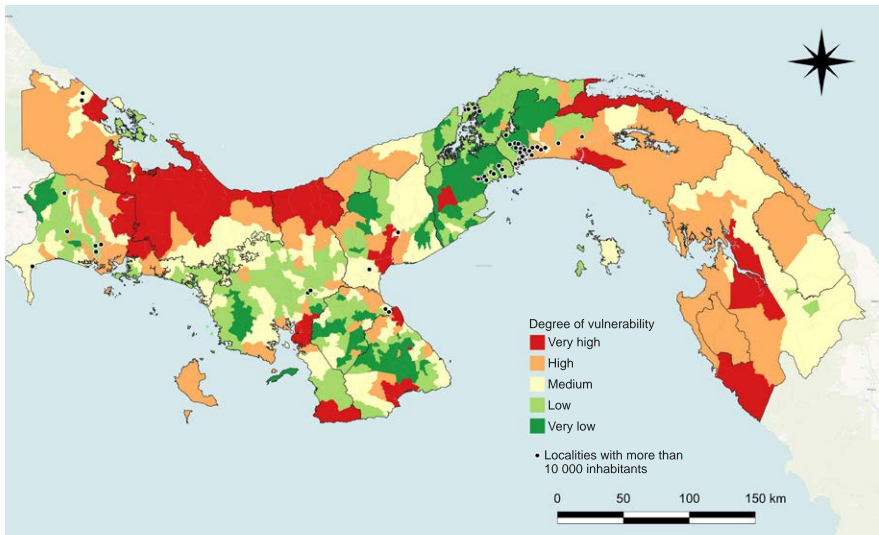 Degree of vulnerability
Very high
High
Medium
Low
Very low
Localities with more than
10 000 inhabitants
0 50 100 150 km